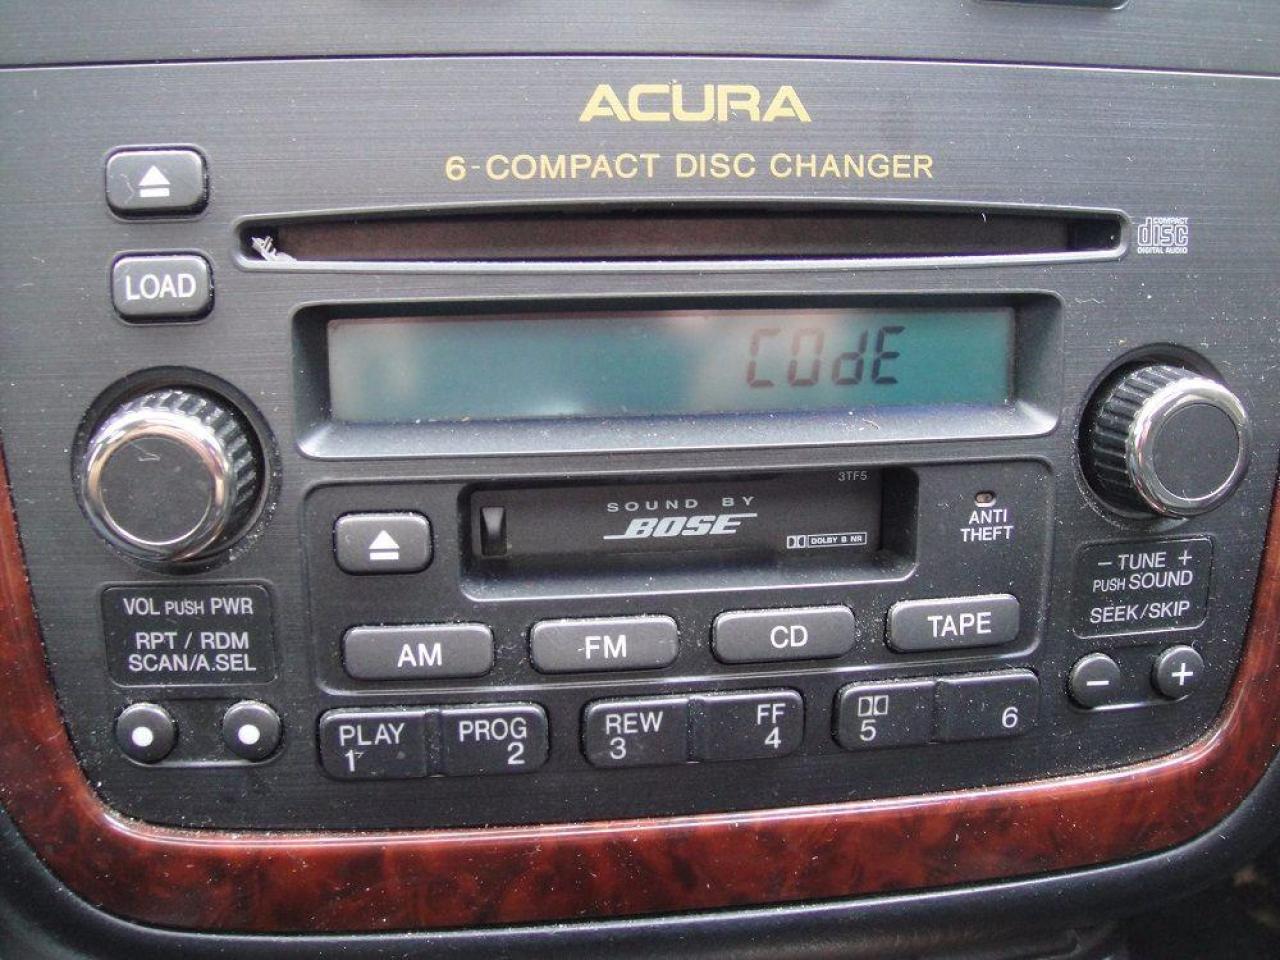 ACURA
6-COMPACT DISC CHANGER
COMPACT
disc
DIGITAL AUDIO
LOAD
COdE
3TF5
SOUND BY
BOSE
DOLBY B NR
ANTI
THEFT
− TUNE +
PUSH SOUND
SEEK/SKIP
VOL PUSH PWR
RPT / RDM
SCAN/A.SEL
AM
FM
CD
TAPE
− +
PLAY
1
PROG
2
REW
3
FF
4
5
6